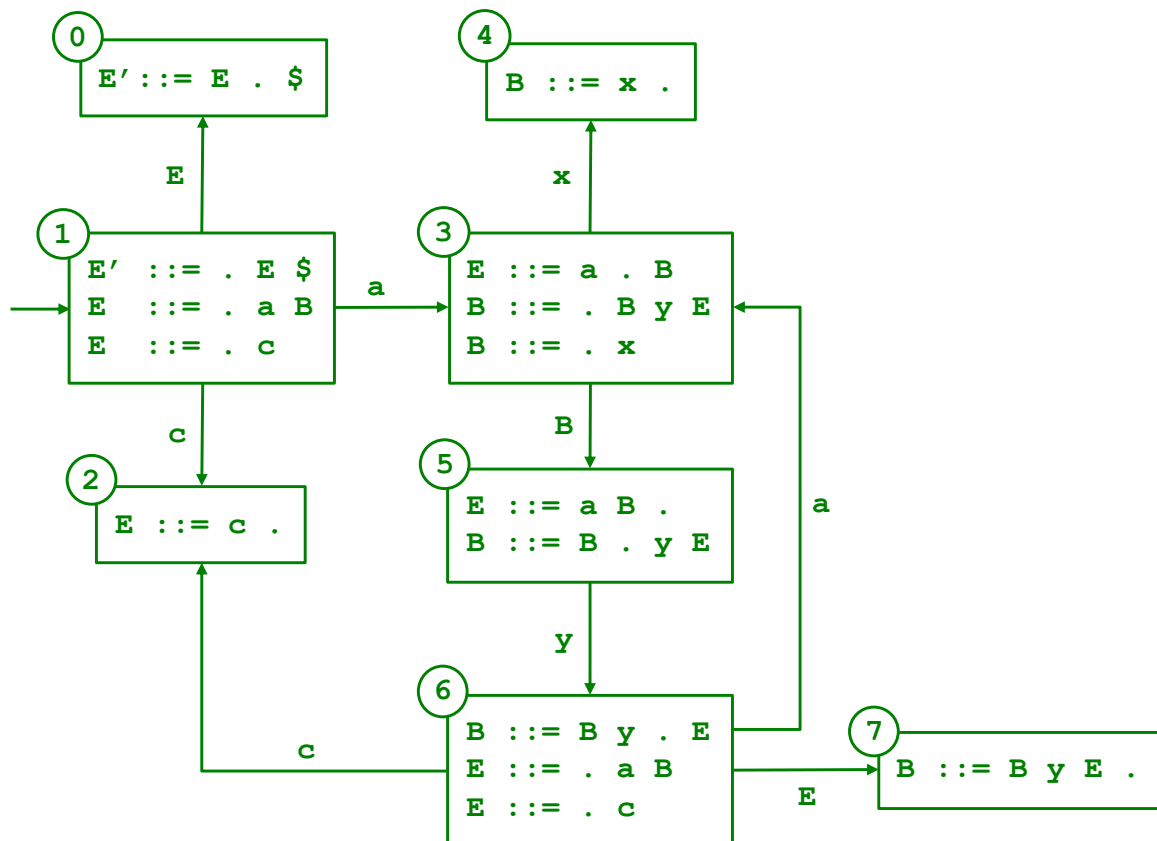 0
E' ::= E . $
4
B ::= x .
E
x
1
E' ::= . E $
E ::= . a B
E ::= . c
a
3
E ::= a . B
B ::= . B y E
B ::= . x
c
B
2
E ::= c .
5
E ::= a B .
B ::= B . y E
a
y
6
B ::= B y . E
E ::= . a B
E ::= . c
c
E
7
B ::= B y E .